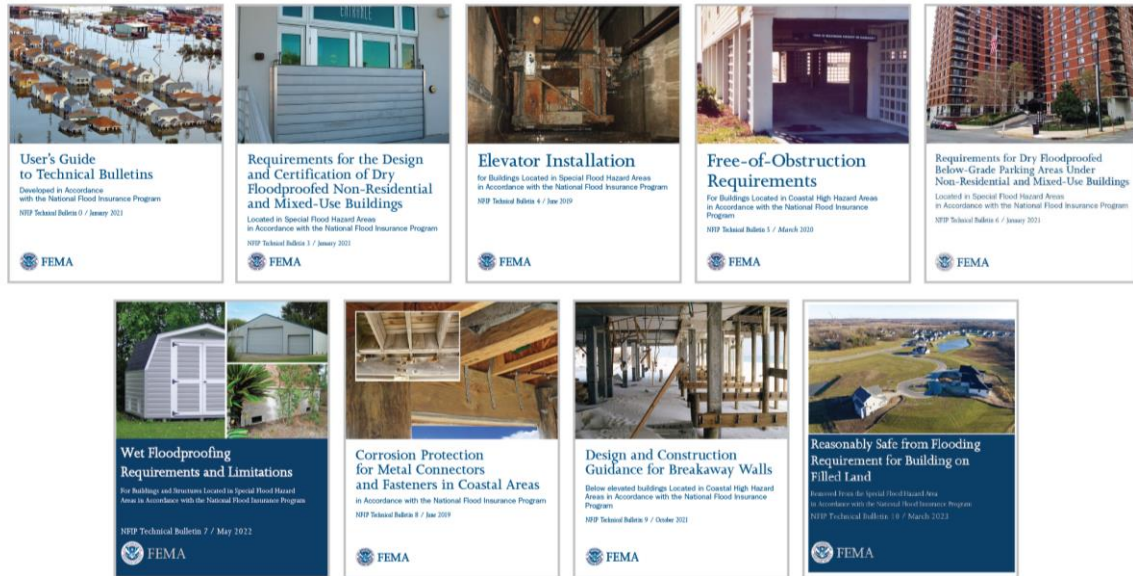 User's Guide
to Technical Bulletins
Developed in Accordance
with the National Flood Insurance Program
NFIP Technical Bulletin 0 / January 2021
FEMA
Requirements for the Design
and Certification of Dry
Floodproofed Non-Residential
and Mixed-Use Buildings
Located in Special Flood Hazard Areas
in Accordance with the National Flood Insurance Program
NFIP Technical Bulletin 3 / January 2021
FEMA
Elevator Installation
for Buildings Located in Special Flood Hazard Areas
in Accordance with the National Flood Insurance Program
NFIP Technical Bulletin 4 / June 2019
FEMA
Free-of-Obstruction
Requirements
For Buildings Located in Coastal High Hazard Areas
in Accordance with the National Flood Insurance
Program
NFIP Technical Bulletin 5 / March 2020
FEMA
Requirements for Dry Floodproofed
Below-Grade Parking Areas Under
Non-Residential and Mixed-Use Buildings
Located in Special Flood Hazard Areas
in Accordance with the National Flood Insurance Program
NFIP Technical Bulletin 6 / January 2021
FEMA
Wet Floodproofing
Requirements and Limitations
For Buildings and Structures Located in Special Flood Hazard
Areas in Accordance with the National Flood Insurance Program
NFIP Technical Bulletin 7 / May 2022
FEMA
Corrosion Protection
for Metal Connectors
and Fasteners in Coastal Areas
in Accordance with the National Flood Insurance Program
NFIP Technical Bulletin 8 / June 2019
FEMA
Design and Construction
Guidance for Breakaway Walls
Below elevated buildings Located in Coastal High Hazard
Areas in Accordance with the National Flood Insurance
Program
NFIP Technical Bulletin 9 / October 2021
FEMA
Reasonably Safe from Flooding
Requirement for Building on
Filled Land
Removed From the Special Flood Hazard Area
in Accordance with the National Flood Insurance
Program
NFIP Technical Bulletin 10 / March 2023
FEMA